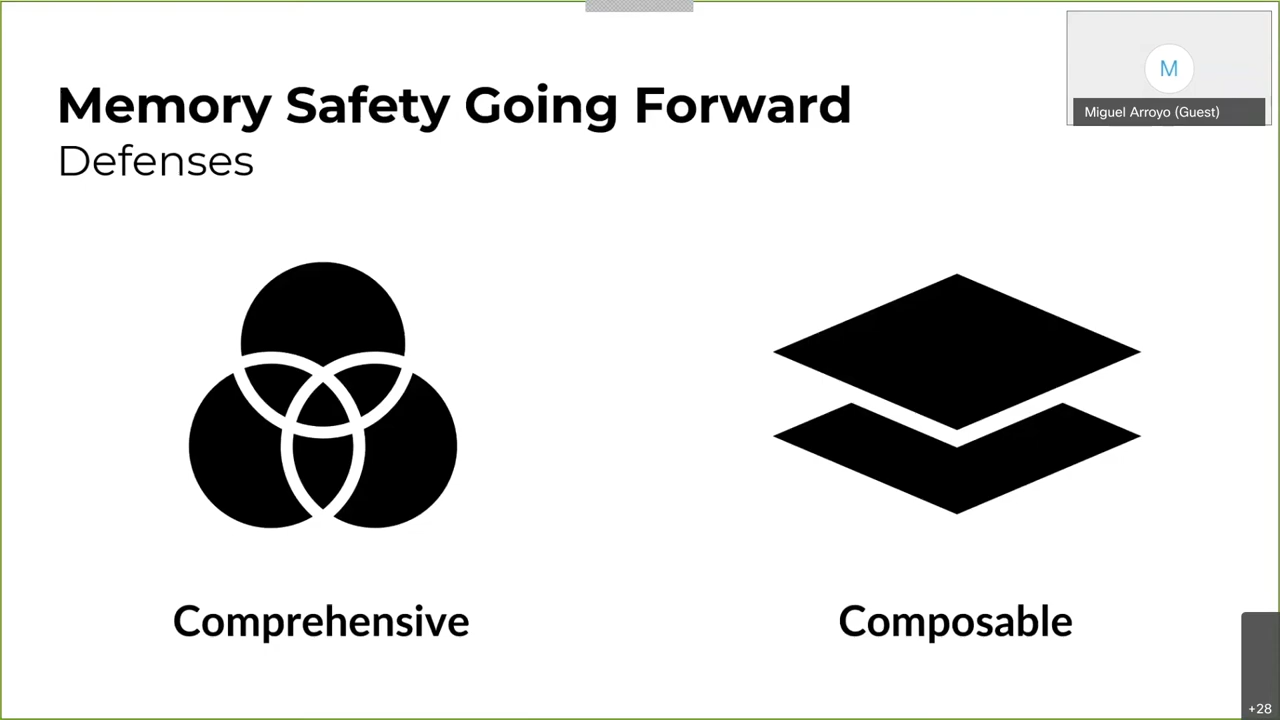 Memory Safety Going Forward
Defenses
M
Miguel Arroyo (Guest)
Comprehensive
Composable
+28